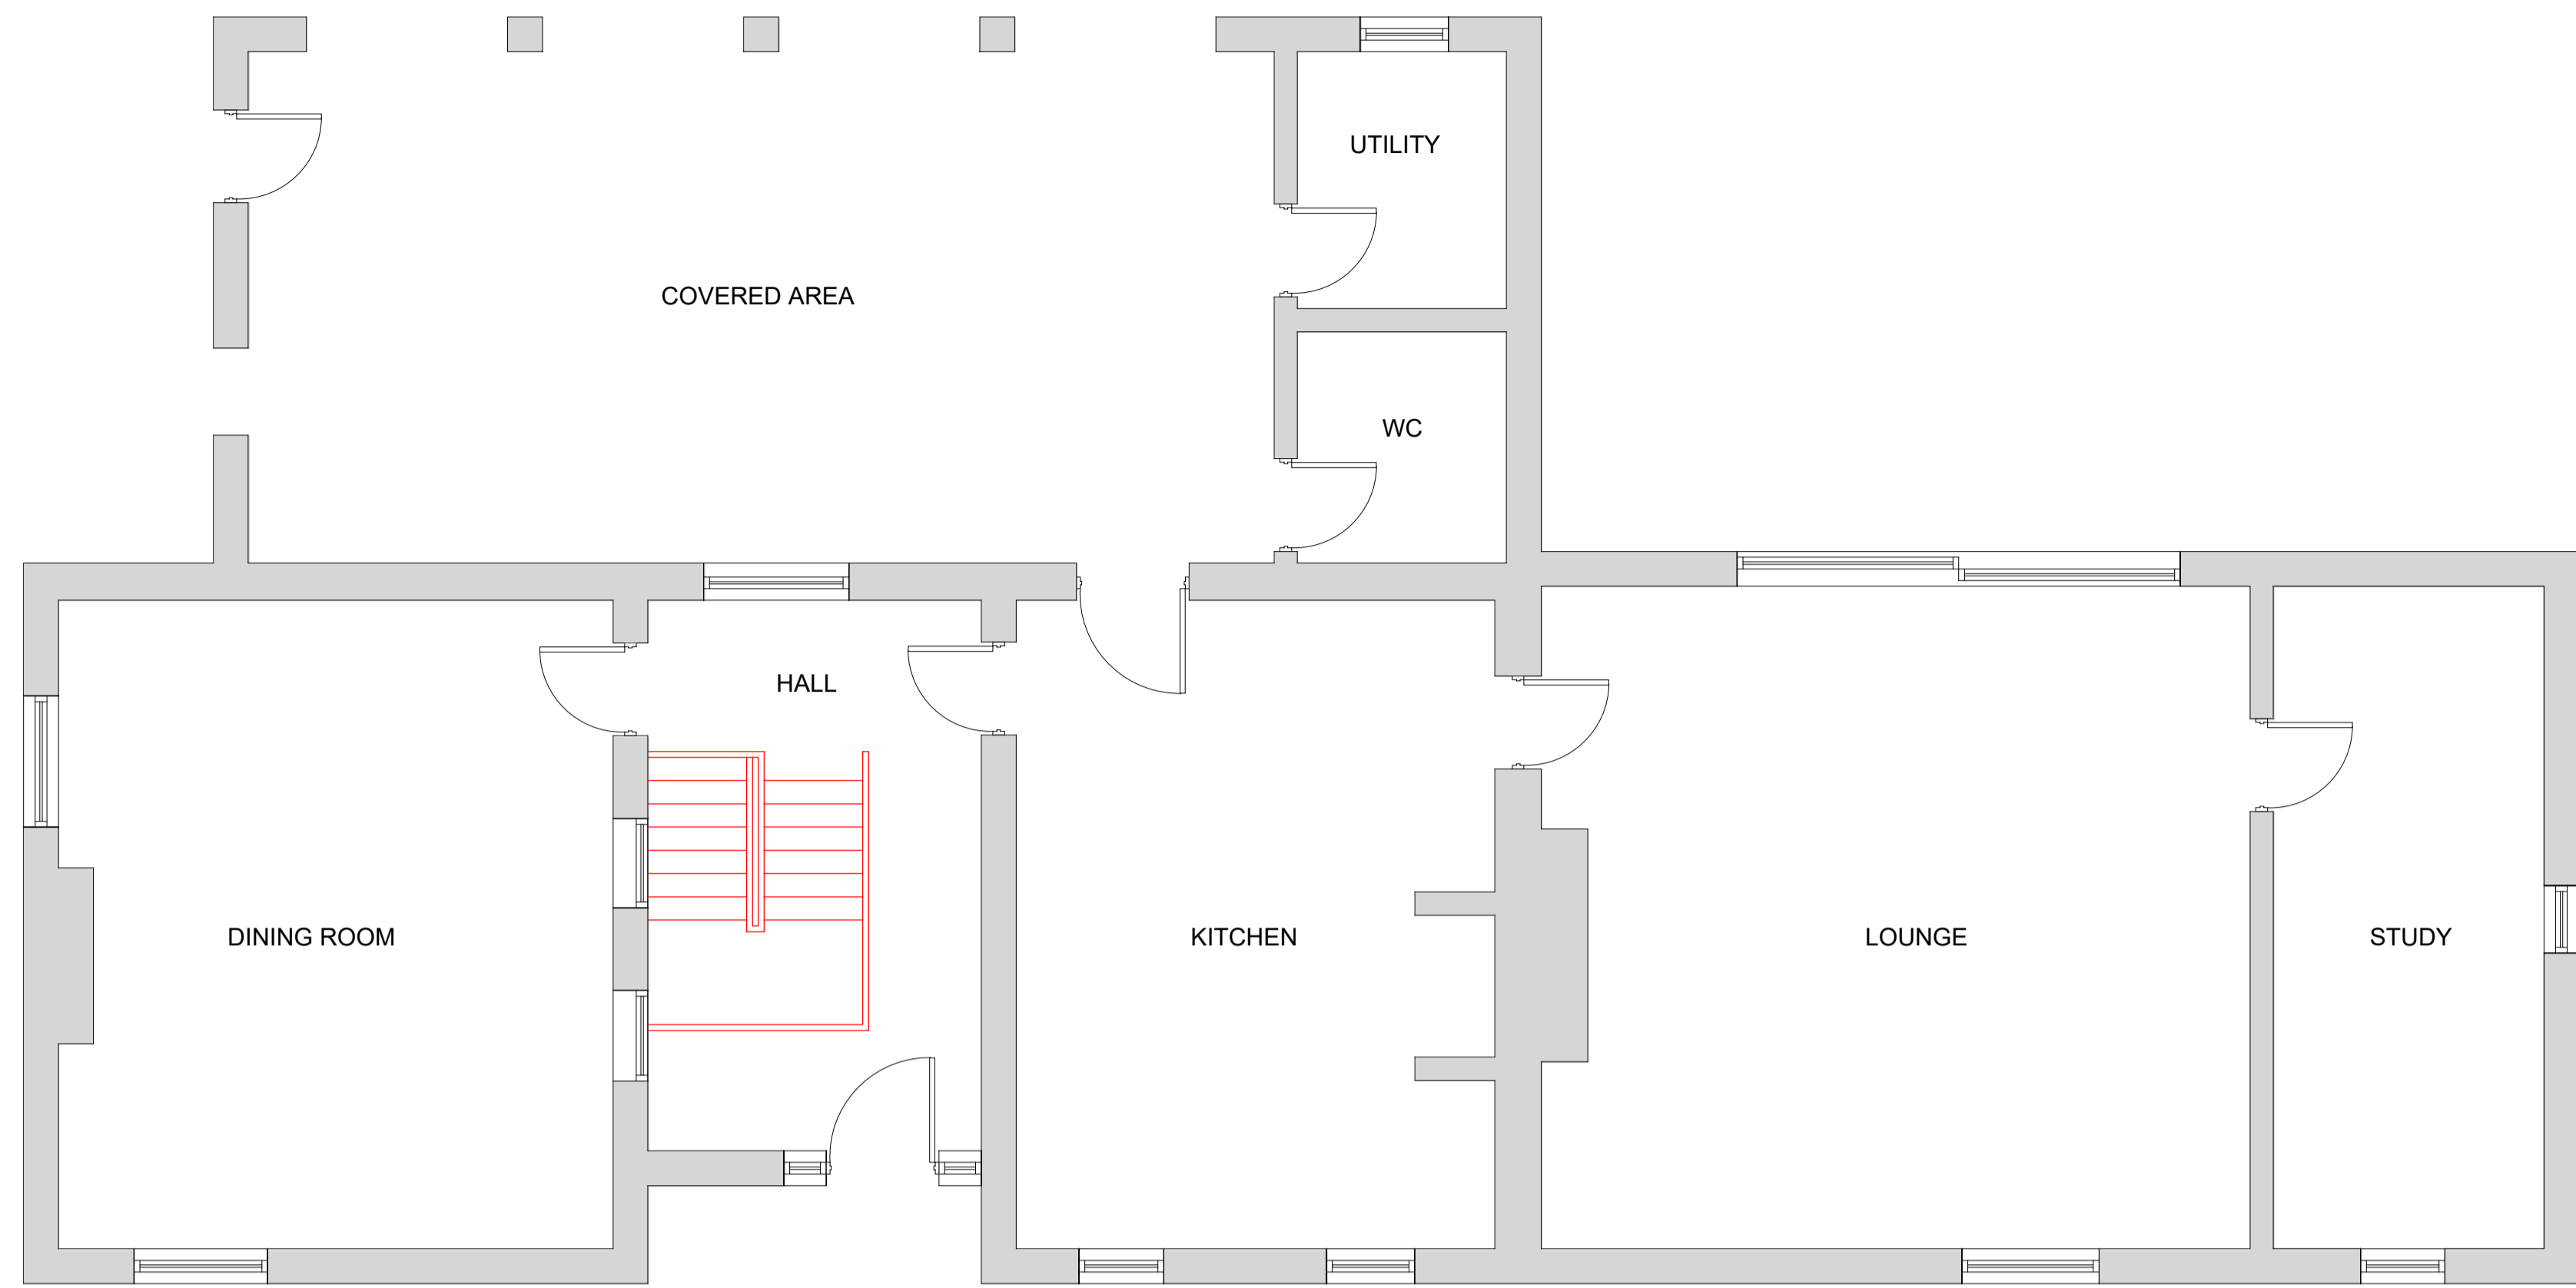 UTILITY
COVERED AREA
WC
HALL
DINING ROOM
KITCHEN
LOUNGE
STUDY